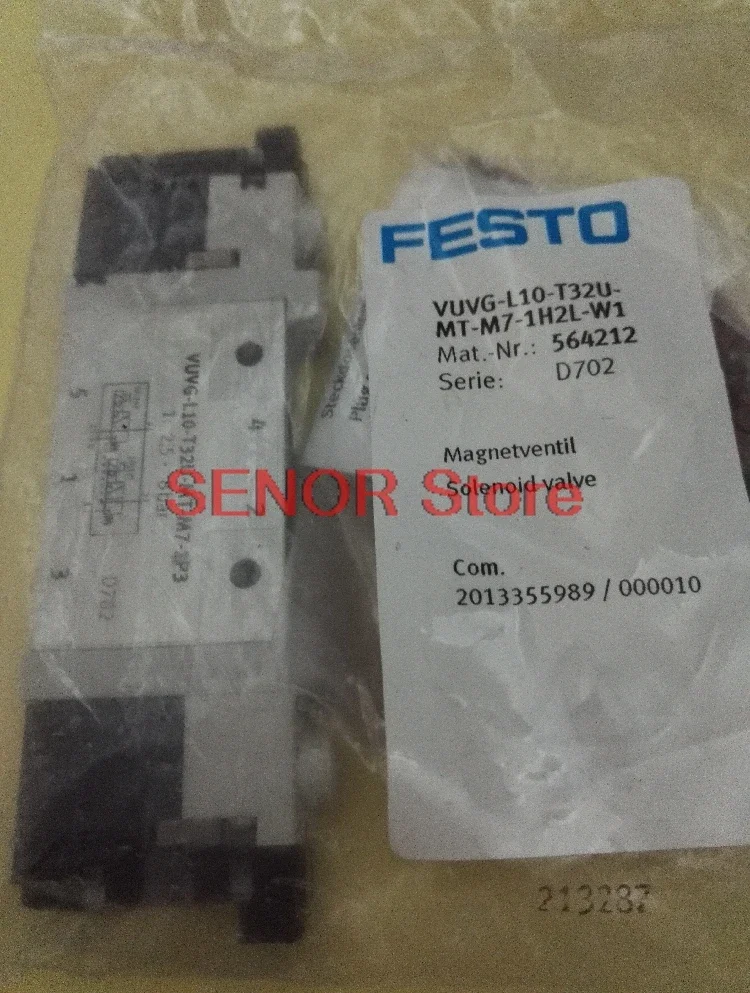 FESTO
VUVG-L10-T32U-
MT-M7-1H2L-W1
Mat.-Nr.: 564212
Serie: D702
Magnetventil
Solenoid valve
Com.
2013355989 / 000010
213287
SENOR Store
4
2
5
1
3
D702